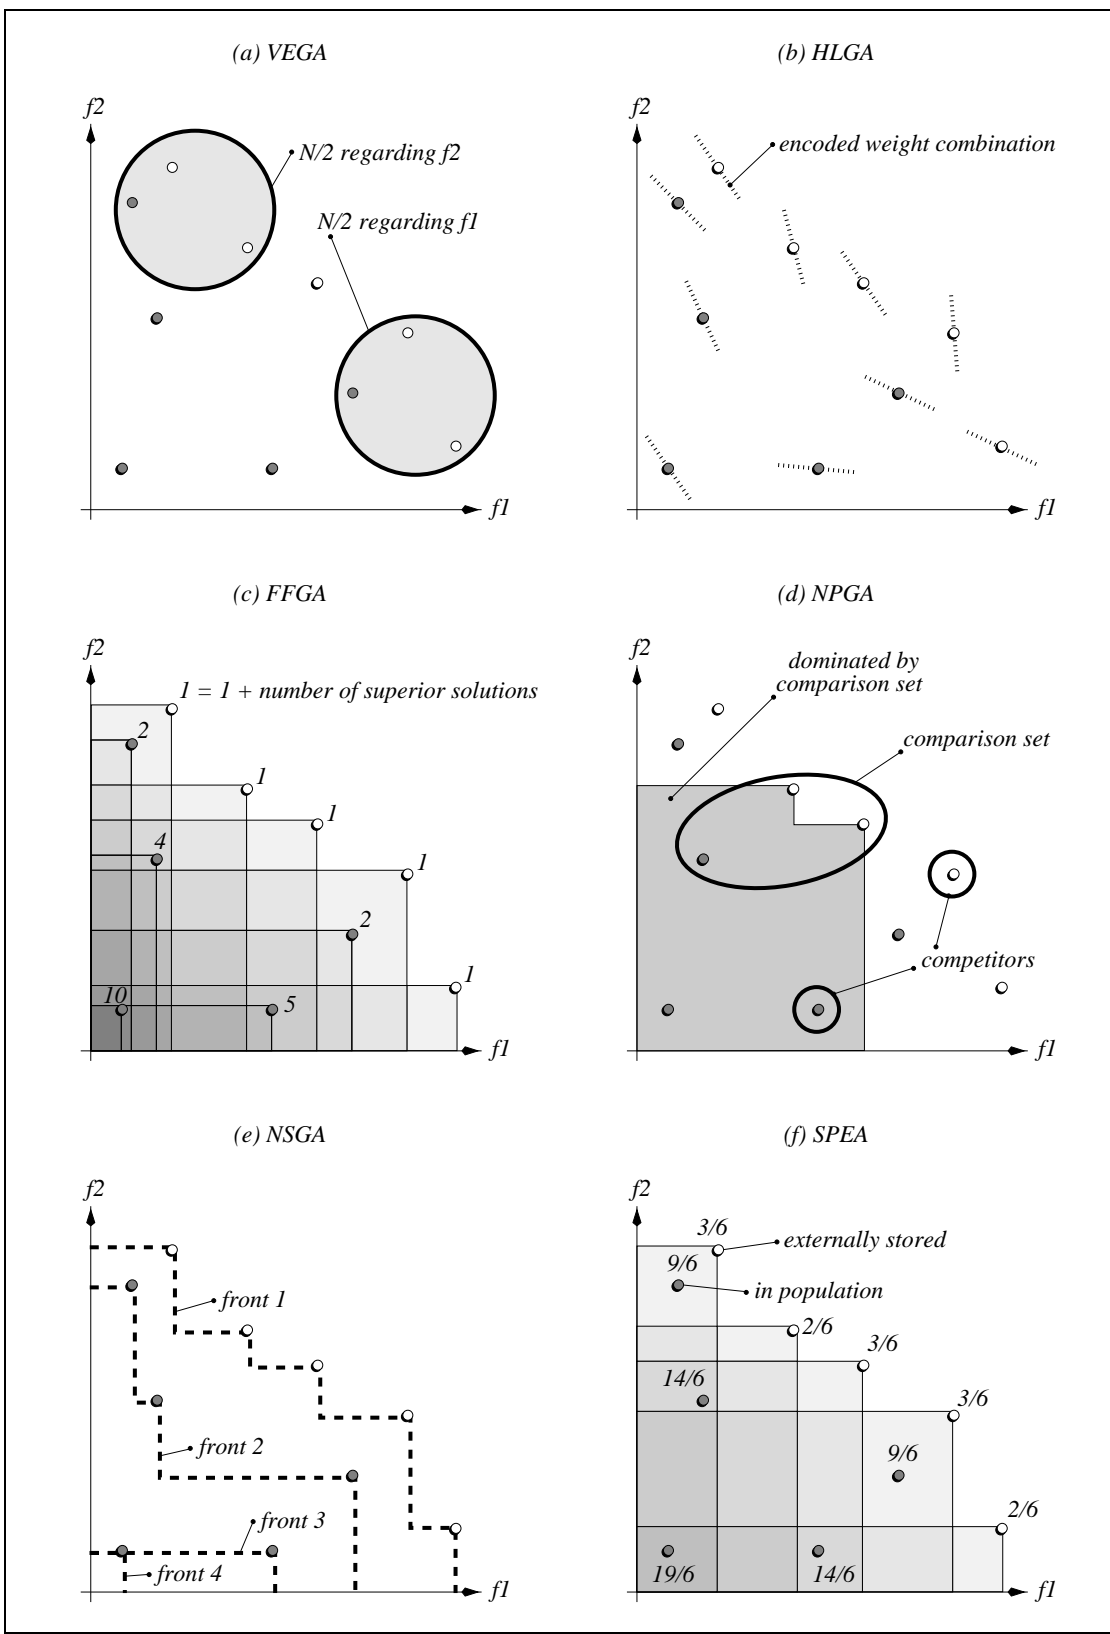 (a) VEGA
f2
N/2 regarding f2
N/2 regarding f1
f1
(b) HLGA
f2
encoded weight combination
f1
(c) FFGA
f2
1 = 1 + number of superior solutions
2
1
1
4
1
2
1
10
5
f1
(d) NPGA
f2
dominated by
comparison set
comparison set
competitors
f1
(e) NSGA
f2
front 1
front 2
front 3
front 4
f1
(f) SPEA
f2
3/6
externally stored
9/6
in population
2/6
3/6
14/6
3/6
9/6
2/6
19/6
14/6
f1